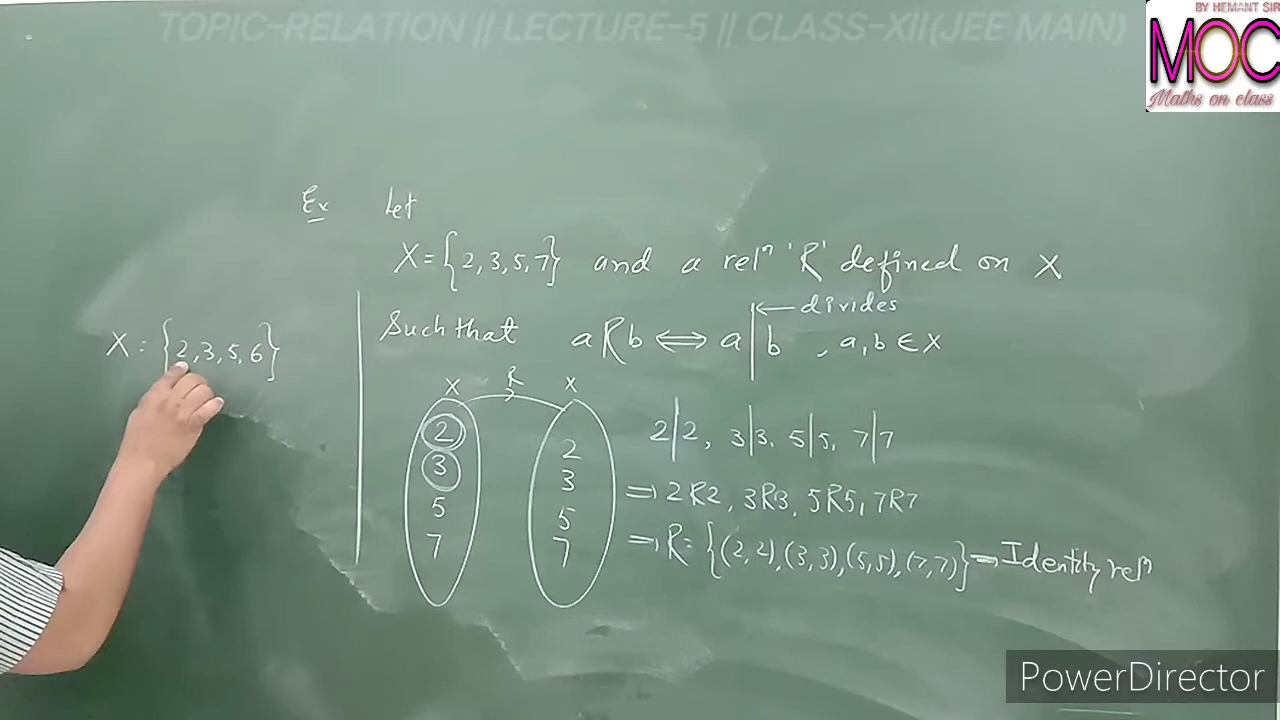 TOPIC-RELATION || LECTURE-5 || CLASS-XII(JEE MAIN)
BY HEMANT SIR
MOC
Maths on class
Ex Let
X = {2, 3, 5, 7} and a relⁿ 'R' defined on X
Such that a R b ⟺ a | b , a, b ∈ X
← divides
X = {2, 3, 5, 6}
X R X
2 2
3 3
5 5
7 7
2|2, 3|3, 5|5, 7|7
⇒ 2R2, 3R3, 5R5, 7R7
⇒ R = {(2,2),(3,3),(5,5),(7,7)} → Identity relⁿ
PowerDirector